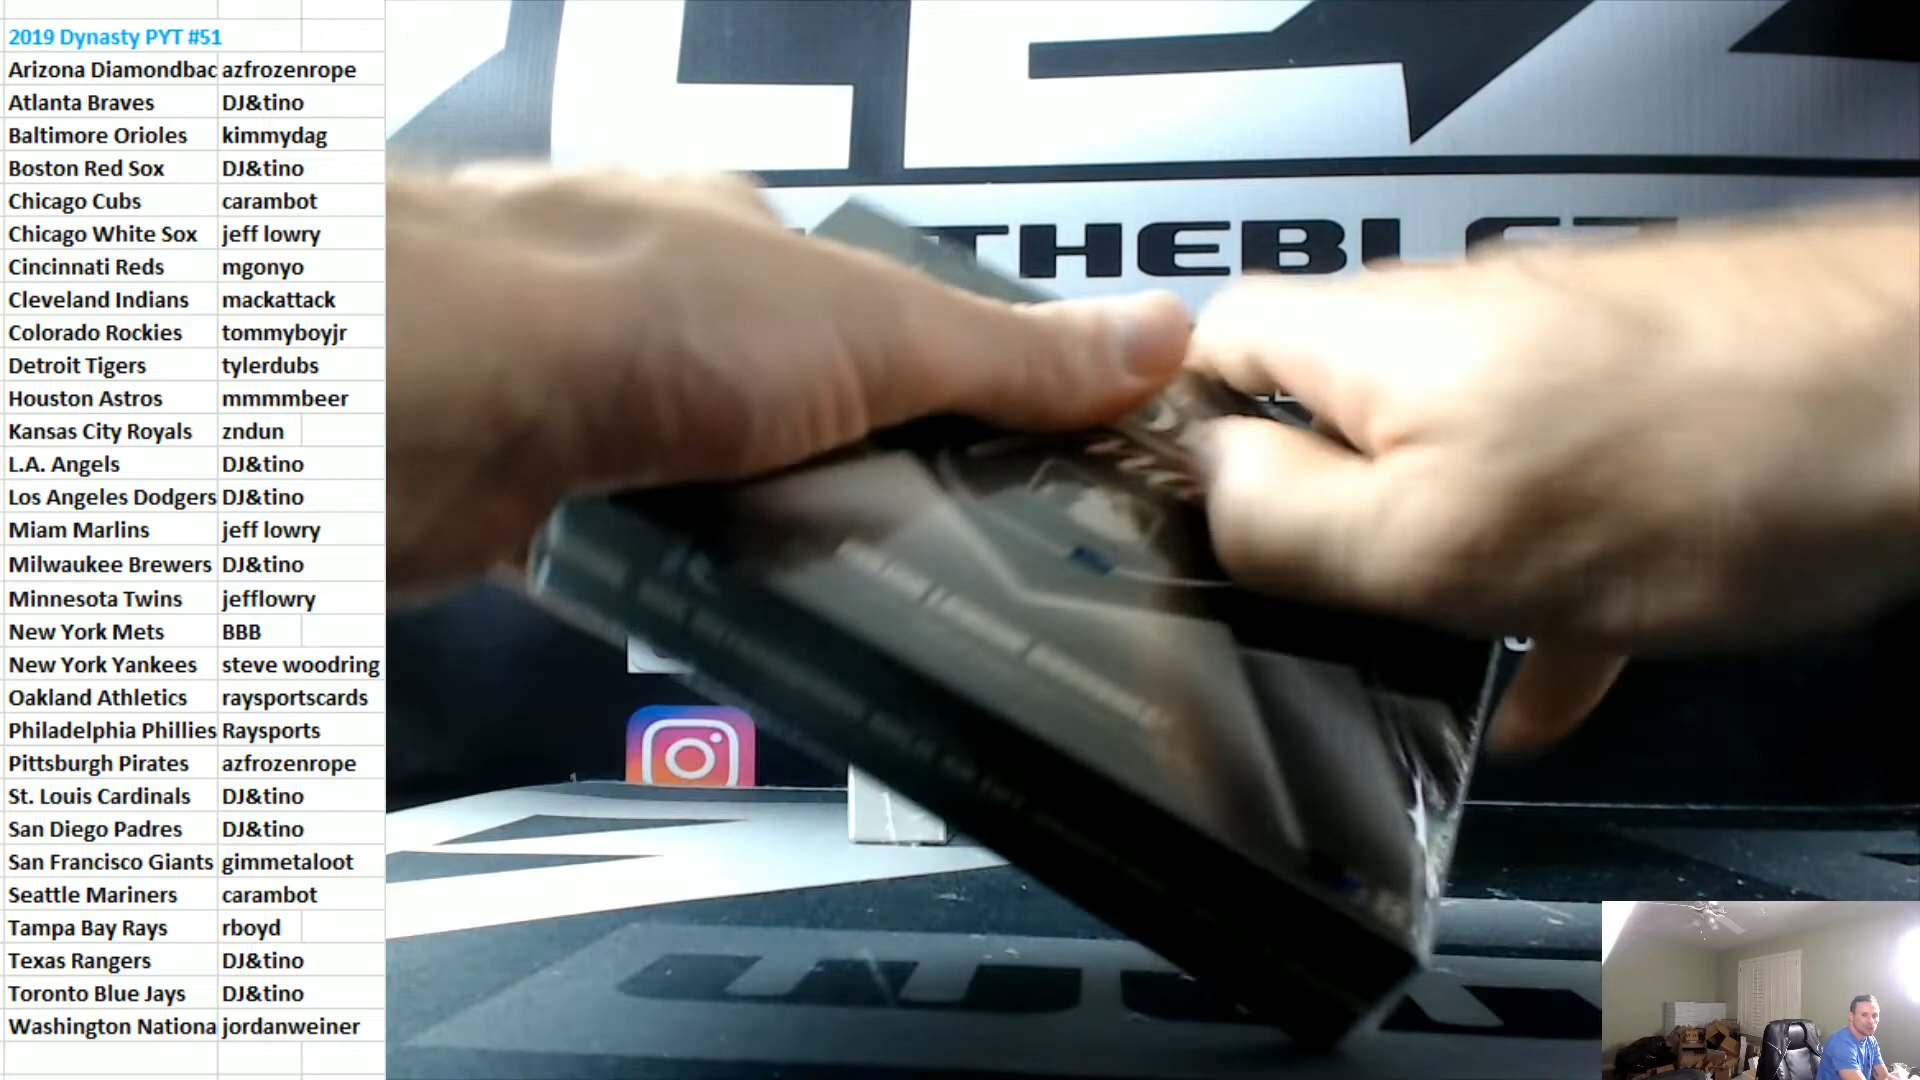 2019 Dynasty PYT #51
Arizona Diamondbac azfrozenrope
Atlanta Braves DJ&tino
Baltimore Orioles kimmydag
Boston Red Sox DJ&tino
Chicago Cubs carambot
Chicago White Sox jeff lowry
Cincinnati Reds mgonyo
Cleveland Indians mackattack
Colorado Rockies tommyboyjr
Detroit Tigers tylerdubs
Houston Astros mmmmbeer
Kansas City Royals zndun
L.A. Angels DJ&tino
Los Angeles Dodgers DJ&tino
Miam Marlins jeff lowry
Milwaukee Brewers DJ&tino
Minnesota Twins jefflowry
New York Mets BBB
New York Yankees steve woodring
Oakland Athletics raysportscards
Philadelphia Phillies Raysports
Pittsburgh Pirates azfrozenrope
St. Louis Cardinals DJ&tino
San Diego Padres DJ&tino
San Francisco Giants gimmetaloot
Seattle Mariners carambot
Tampa Bay Rays rboyd
Texas Rangers DJ&tino
Toronto Blue Jays DJ&tino
Washington Nationa jordanweiner
THEBLEZ